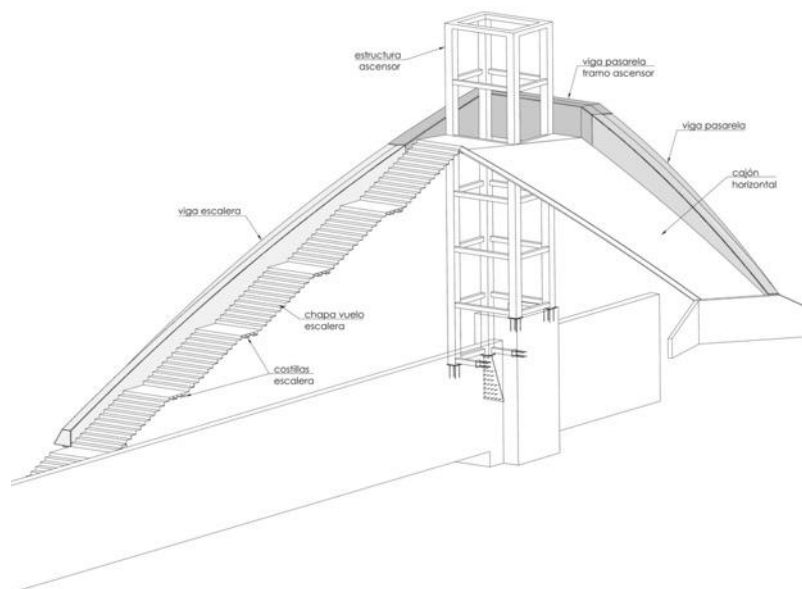 estructura
ascensor
viga pasarela
tramo ascensor
viga pasarela
cajón
horizontal
viga escalera
chapa vuelo
escalera
costillas
escalera